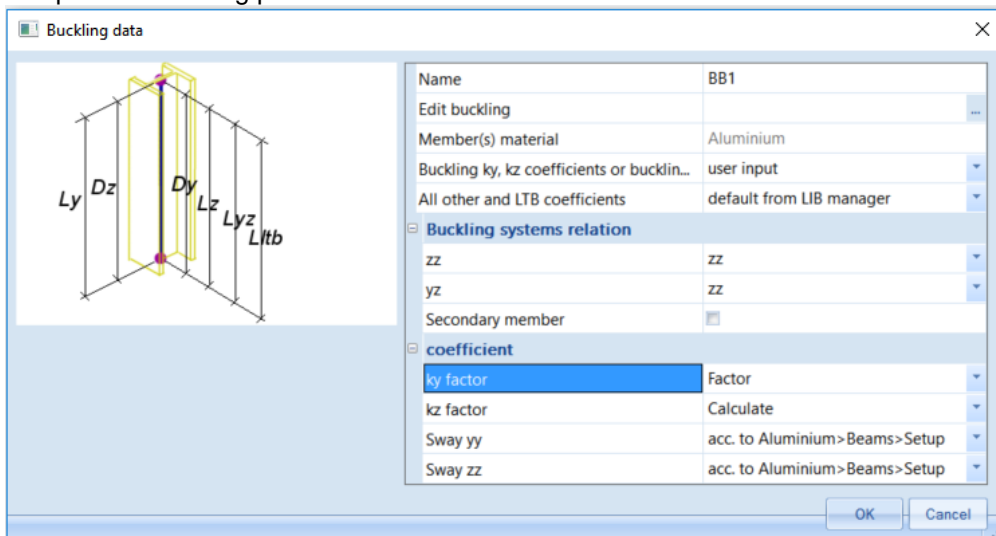 Buckling data
Name BB1
Edit buckling ...
Member(s) material Aluminium
Buckling ky, kz coefficients or bucklin... user input
All other and LTB coefficients default from LIB manager
Buckling systems relation
zz zz
yz zz
Secondary member
coefficient
ky factor Factor
kz factor Calculate
Sway yy acc. to Aluminium>Beams>Setup
Sway zz acc. to Aluminium>Beams>Setup
Ly Dz Dy Lz Lyz Lltb
OK Cancel